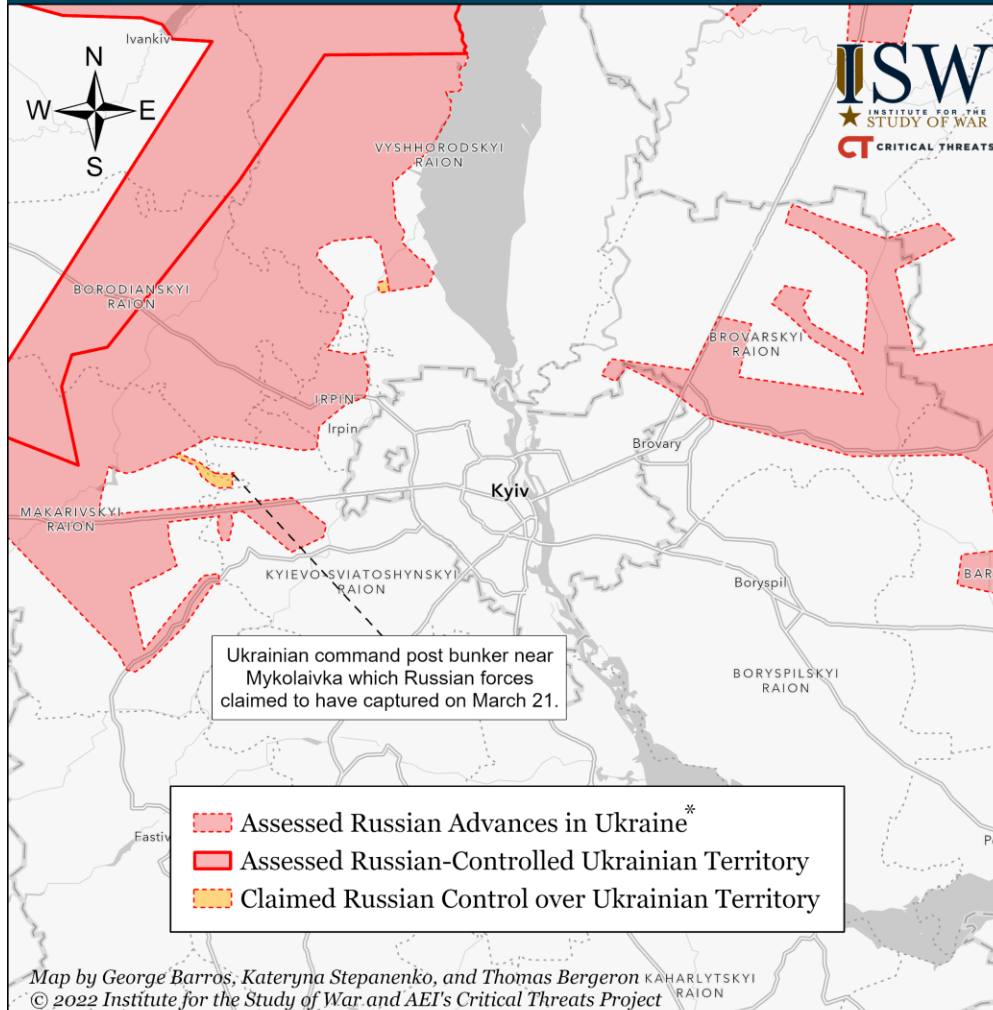 Ivankiv
N
W
E
S
ISW
INSTITUTE FOR THE
STUDY OF WAR
CT CRITICAL THREATS
VYSHHORODSKYI
RAION
BORODIANSKYI
RAION
BROVARSKYI
RAION
IRPIN
Irpin
Brovary
Kyiv
MAKARIVSKYI
RAION
KYIEVO-SVIATOSHYNSKYI
RAION
Boryspil
BAR
Ukrainian command post bunker near
Mykolaivka which Russian forces
claimed to have captured on March 21.
BORYSPILSKYI
RAION
Fastiv
Assessed Russian Advances in Ukraine*
Assessed Russian-Controlled Ukrainian Territory
Claimed Russian Control over Ukrainian Territory
Map by George Barros, Kateryna Stepanenko, and Thomas Bergeron
© 2022 Institute for the Study of War and AEI's Critical Threats Project
KAHARLYTSKYI
RAION